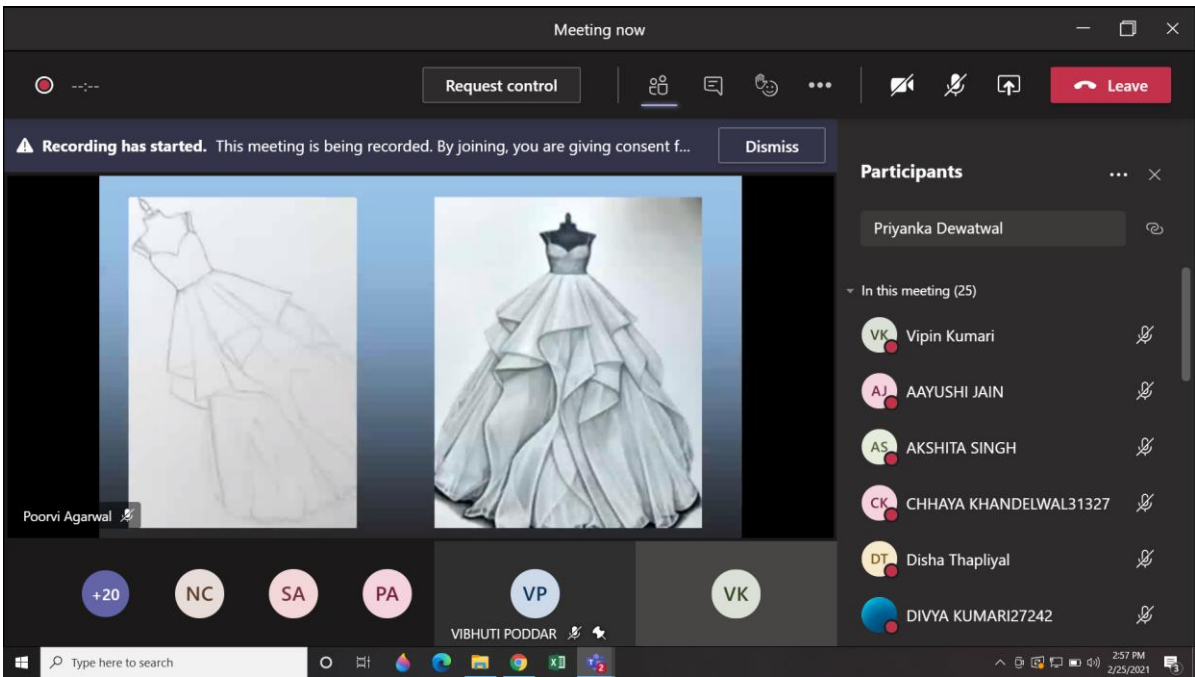 Meeting now
--:--
Request control
Leave
Recording has started. This meeting is being recorded. By joining, you are giving consent f...
Dismiss
Participants
Priyanka Dewatwal
In this meeting (25)
VK Vipin Kumari
AJ AAYUSHI JAIN
AS AKSHITA SINGH
CK CHHAYA KHANDELWAL31327
DT Disha Thapliyal
DIVYA KUMARI27242
Poorvi Agarwal
+20 NC SA PA VP VK
VIBHUTI PODDAR
Type here to search
2:57 PM
2/25/2021